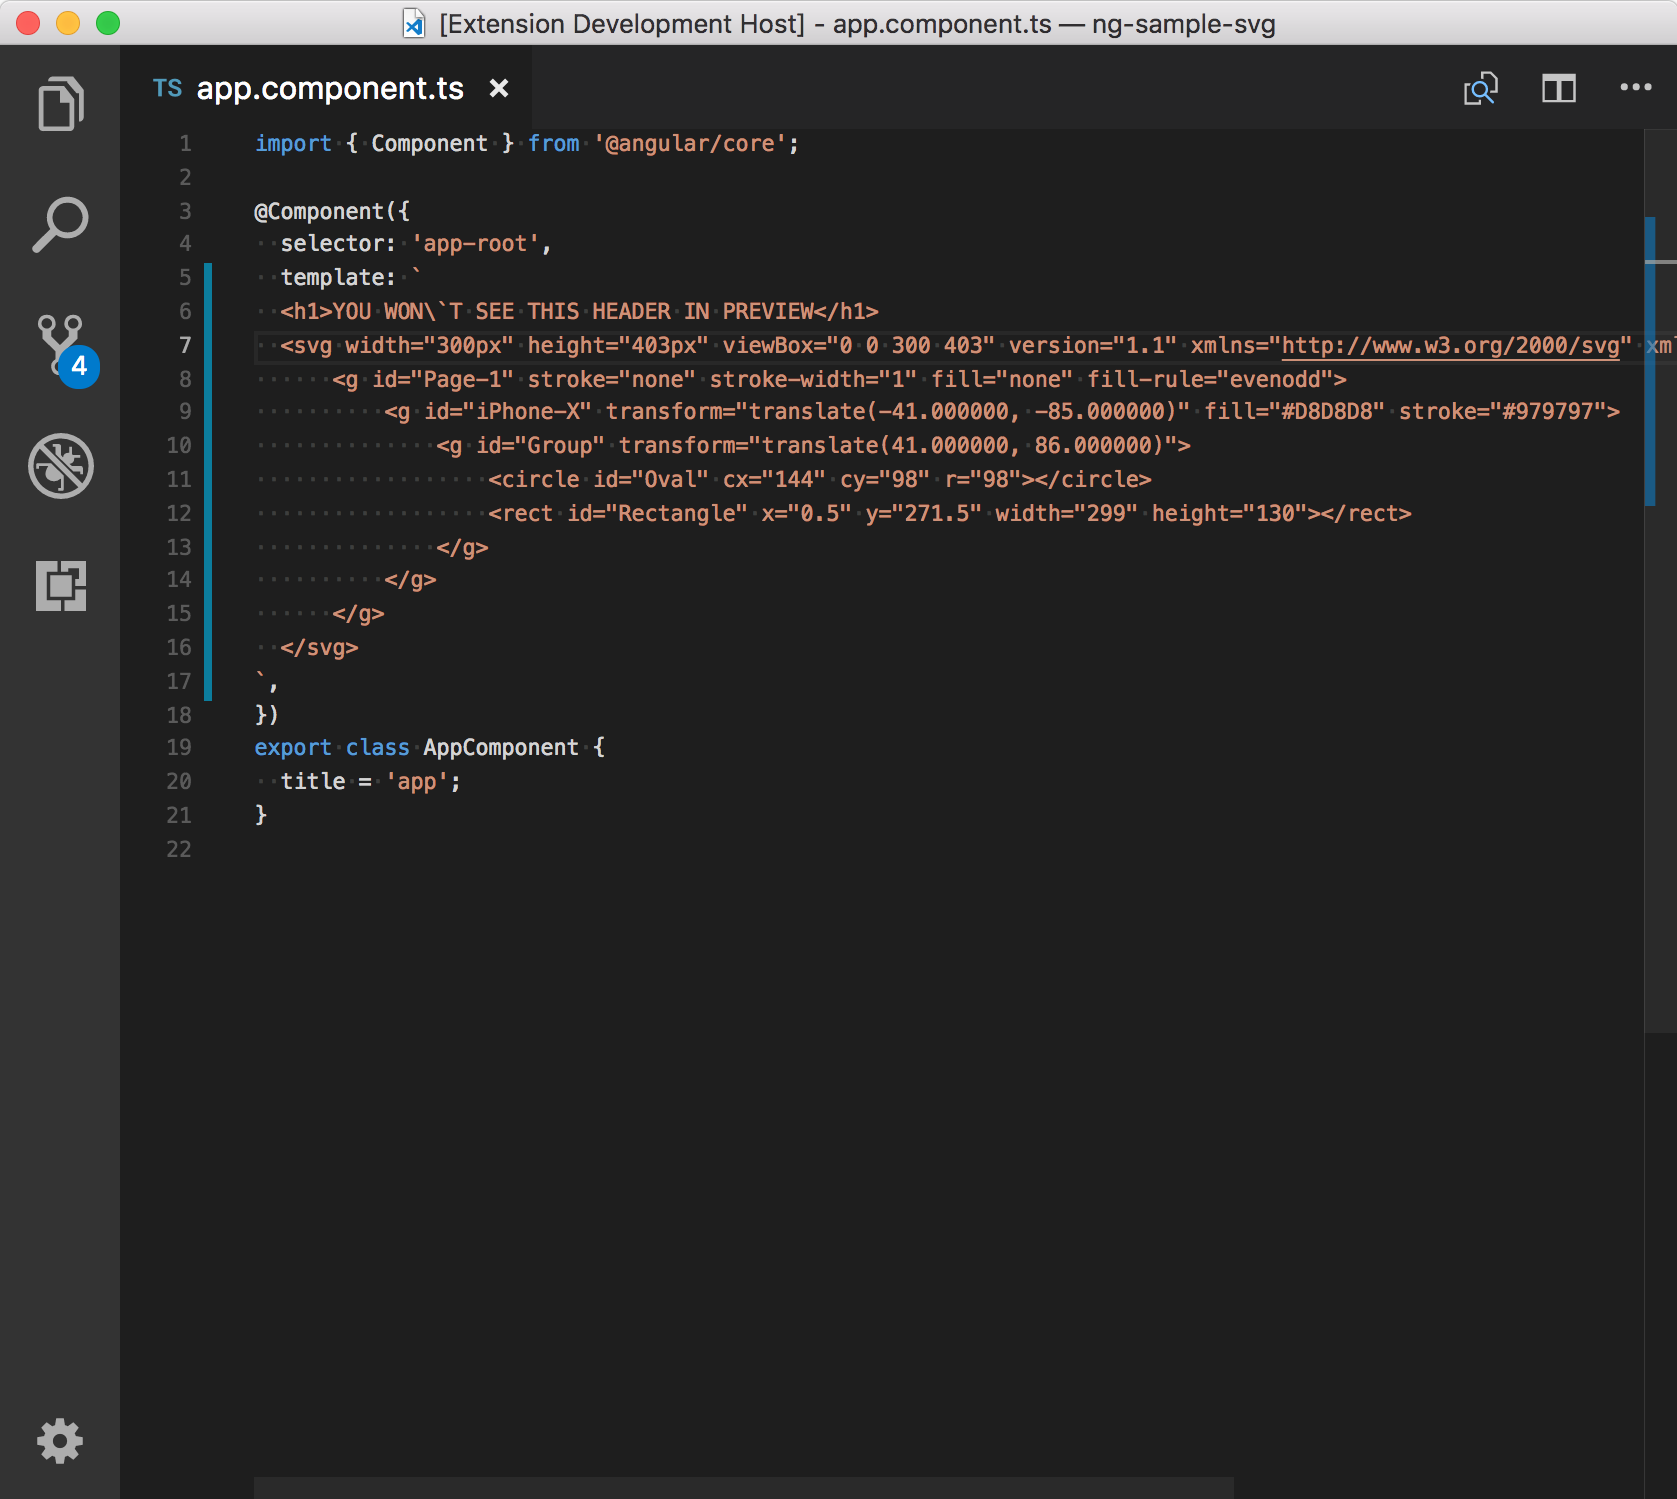 [Extension Development Host] - app.component.ts — ng-sample-svg
TS app.component.ts
1 import { Component } from '@angular/core';
2
3 @Component({
4   selector: 'app-root',
5   template: `
6   <h1>YOU WON\`T SEE THIS HEADER IN PREVIEW</h1>
7   <svg width="300px" height="403px" viewBox="0 0 300 403" version="1.1" xmlns="http://www.w3.org/2000/svg" xml
8       <g id="Page-1" stroke="none" stroke-width="1" fill="none" fill-rule="evenodd">
9           <g id="iPhone-X" transform="translate(-41.000000, -85.000000)" fill="#D8D8D8" stroke="#979797">
10               <g id="Group" transform="translate(41.000000, 86.000000)">
11                   <circle id="Oval" cx="144" cy="98" r="98"></circle>
12                   <rect id="Rectangle" x="0.5" y="271.5" width="299" height="130"></rect>
13               </g>
14           </g>
15       </g>
16   </svg>
17 `,
18 })
19 export class AppComponent {
20   title = 'app';
21 }
22
4